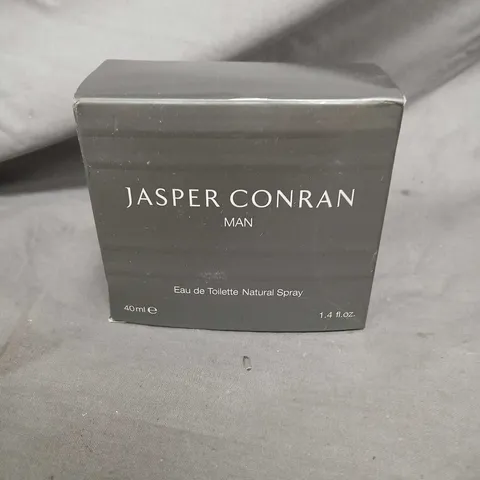 JASPER CONRAN
MAN
Eau de Toilette Natural Spray
40ml ℮ 1.4 fl.oz.